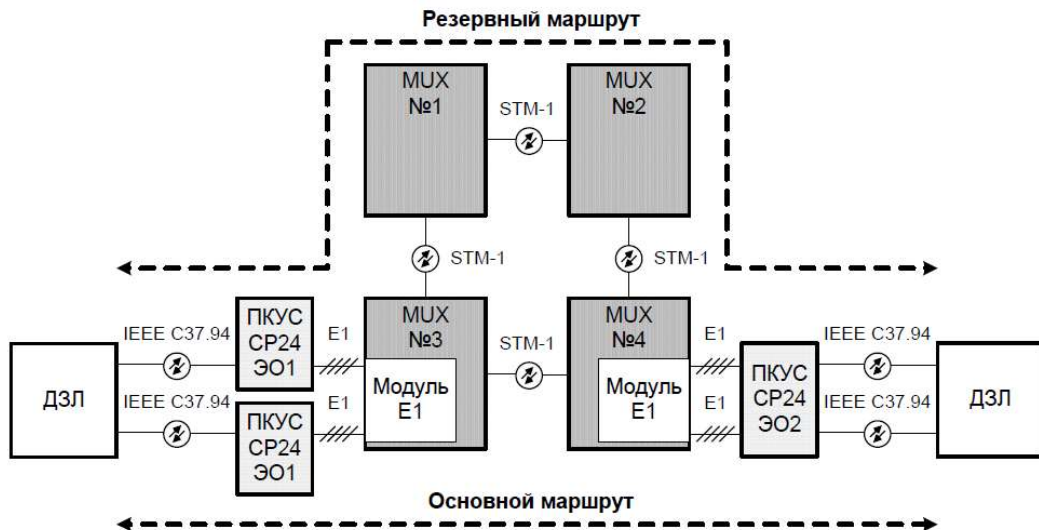 Резервный маршрут
MUX
№1
STM-1
MUX
№2
STM-1
STM-1
IEEE C37.94
ПКУС
СР24
ЭО1
E1
MUX
№3
STM-1
MUX
№4
E1
IEEE C37.94
ДЗЛ
Модуль
E1
Модуль
E1
ПКУС
СР24
ЭО2
ДЗЛ
IEEE C37.94
ПКУС
СР24
ЭО1
E1
E1
IEEE C37.94
Основной маршрут